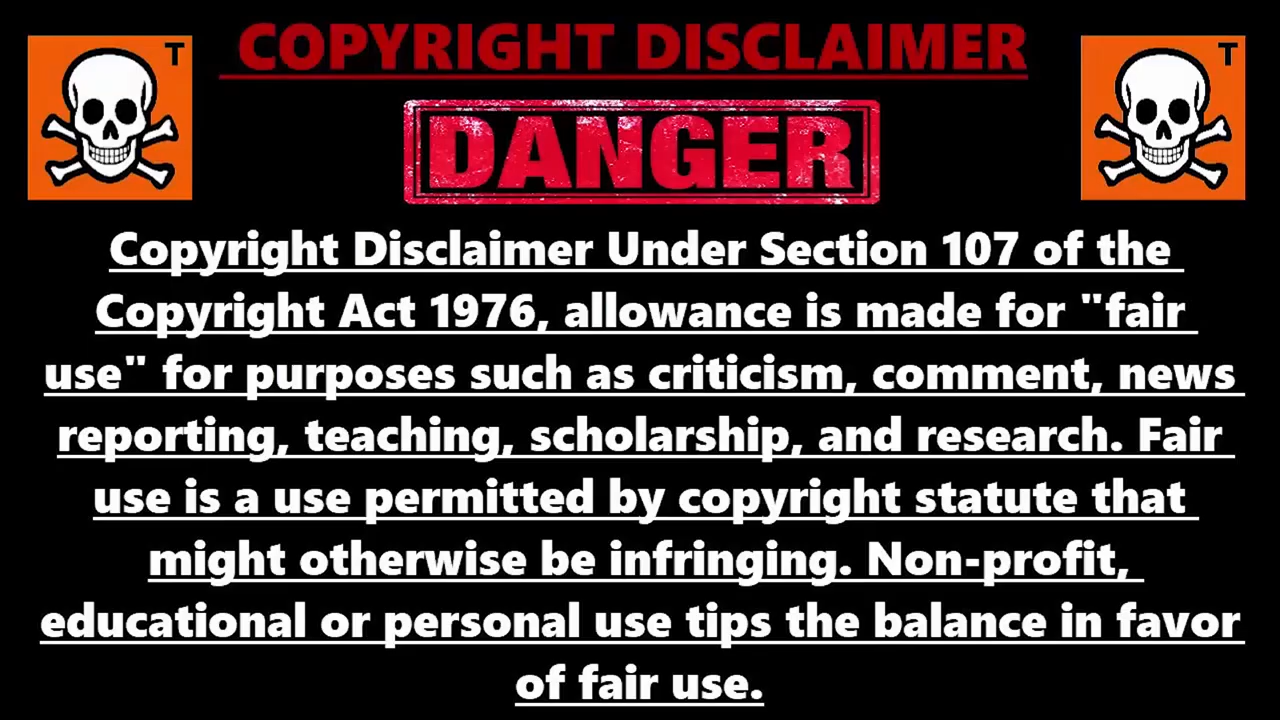 T COPYRIGHT DISCLAIMER T
DANGER
Copyright Disclaimer Under Section 107 of the
Copyright Act 1976, allowance is made for "fair
use" for purposes such as criticism, comment, news
reporting, teaching, scholarship, and research. Fair
use is a use permitted by copyright statute that
might otherwise be infringing. Non-profit,
educational or personal use tips the balance in favor
of fair use.